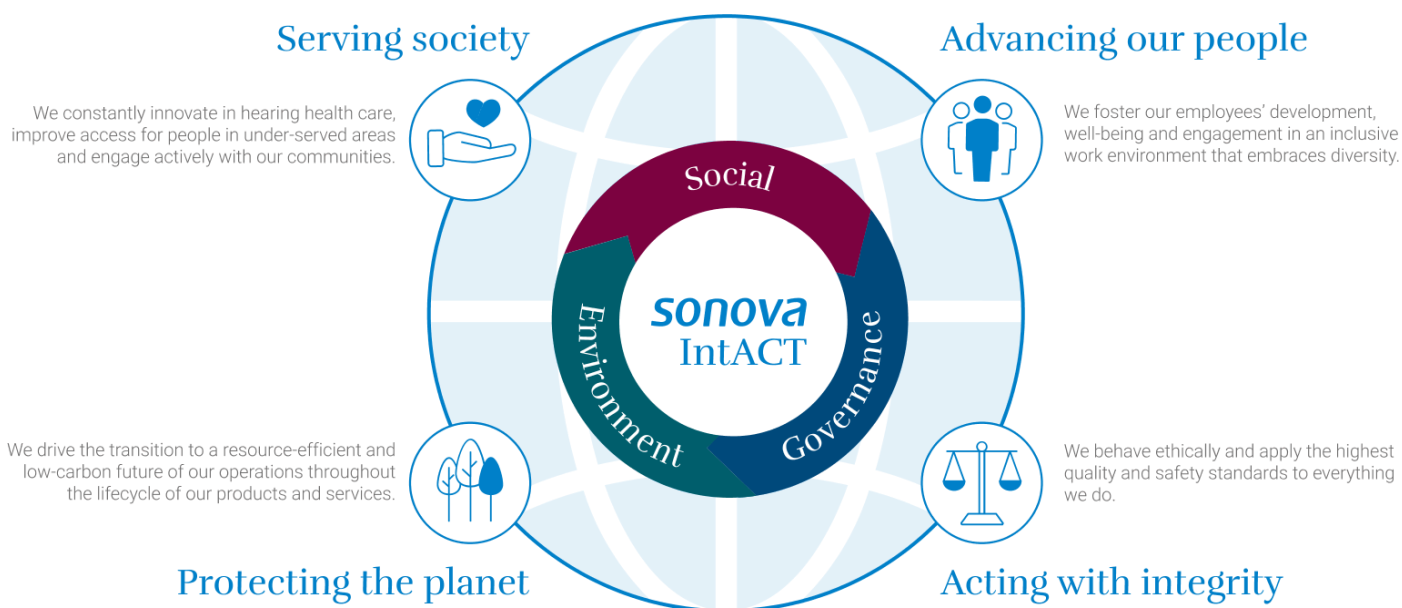 Serving society
We constantly innovate in hearing health care,
improve access for people in under-served areas
and engage actively with our communities.
Advancing our people
We foster our employees’ development,
well-being and engagement in an inclusive
work environment that embraces diversity.
Social
Environment
Governance
sonova
IntACT
We drive the transition to a resource-efficient and
low-carbon future of our operations throughout
the lifecycle of our products and services.
Protecting the planet
We behave ethically and apply the highest
quality and safety standards to everything
we do.
Acting with integrity